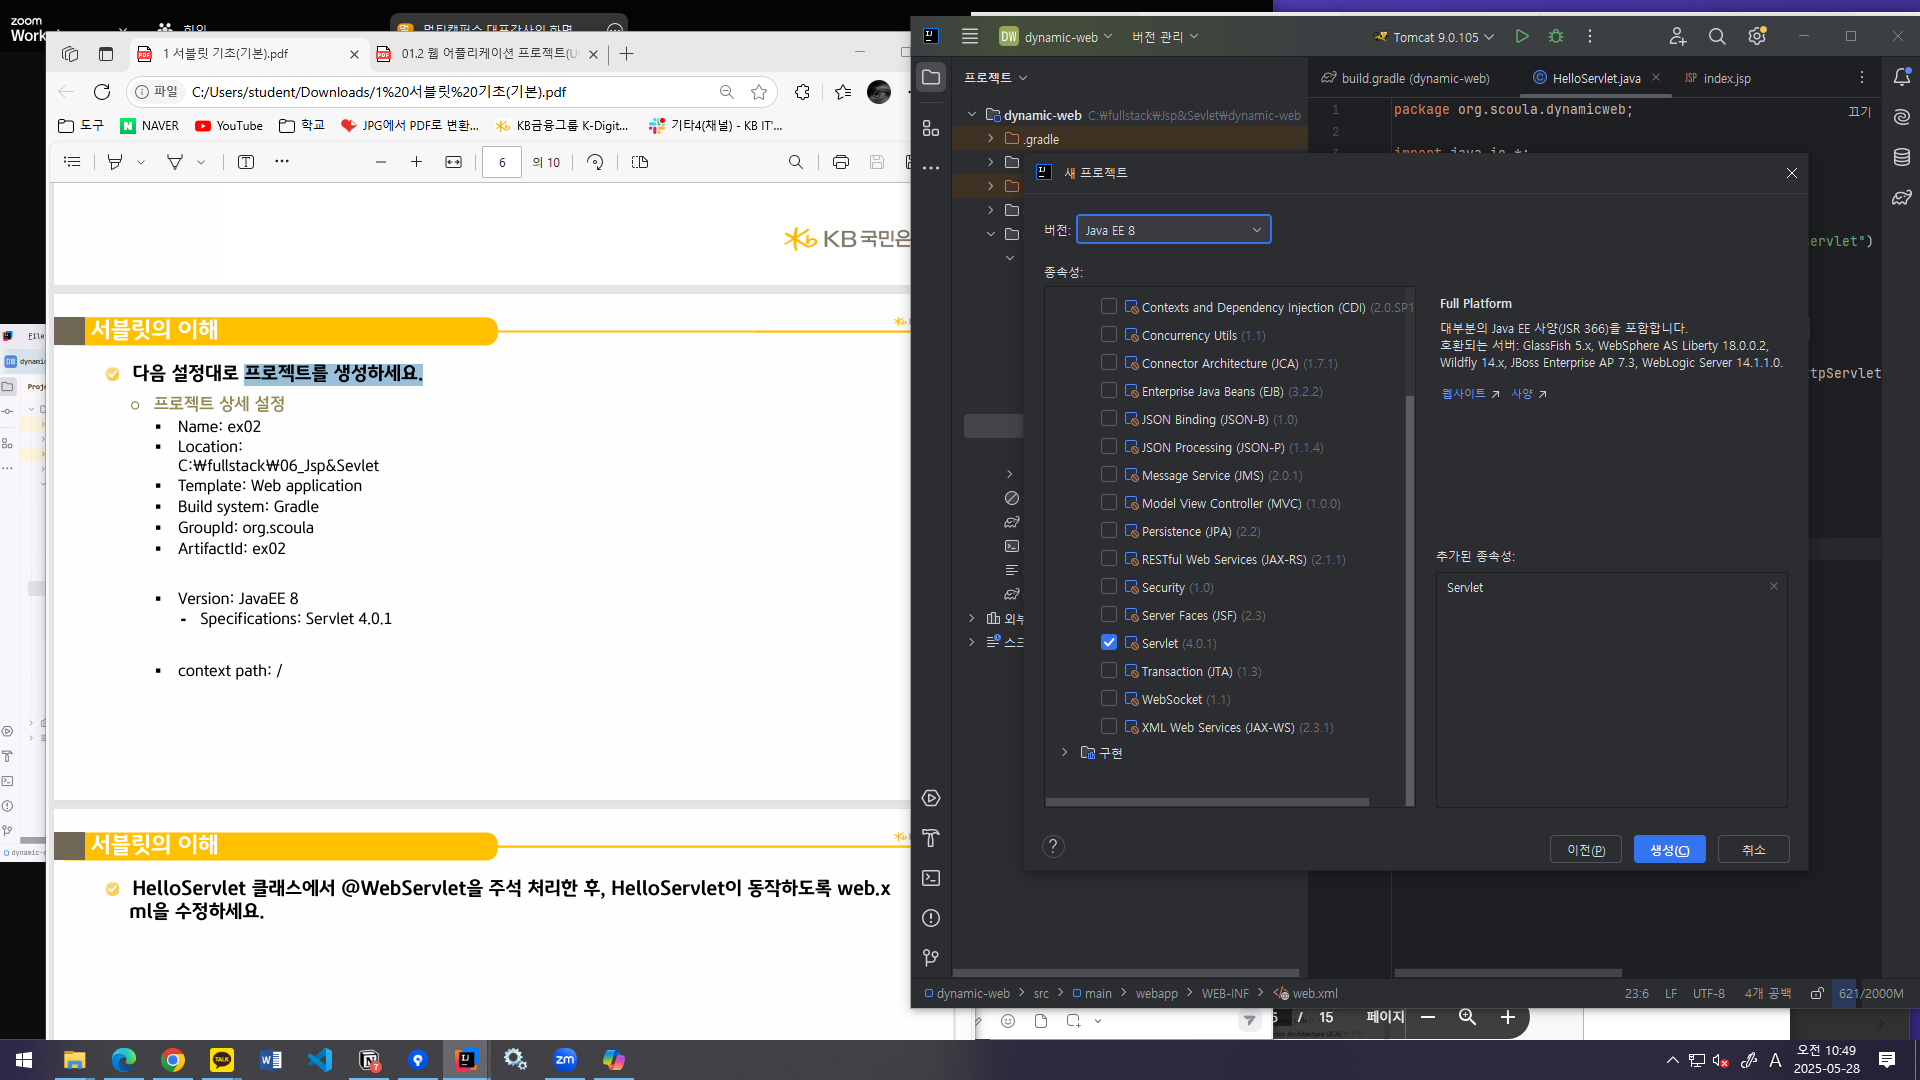 zoom
Work
회의
1 서블릿 기초(기본).pdf
01.2 웹 어플리케이션 프로젝트(U
파일
C:/Users/student/Downloads/1%20서블릿%20기초(기본).pdf
도구
NAVER
YouTube
학교
JPG에서 PDF로 변환...
KB금융그룹 K-Digit...
기타4(채널) - KB IT'...
6
의 10
KB국민은
서블릿의 이해
다음 설정대로 프로젝트를 생성하세요.
프로젝트 상세 설정
Name: ex02
Location:
C:₩fullstack₩06_Jsp&Sevlet
Template: Web application
Build system: Gradle
GroupId: org.scoula
ArtifactId: ex02
Version: JavaEE 8
- Specifications: Servlet 4.0.1
context path: /
서블릿의 이해
HelloServlet 클래스에서 @WebServlet을 주석 처리한 후, HelloServlet이 동작하도록 web.x
ml을 수정하세요.
File
dynamic
Proj
dynamic-w
DW
dynamic-web
버전 관리
Tomcat 9.0.105
프로젝트
build.gradle (dynamic-web)
HelloServlet.java
index.jsp
dynamic-web C:₩fullstack₩Jsp&Sevlet₩dynamic-web
.gradle
외부
스크
1
package org.scoula.dynamicweb;
끄기
2
3
import java.io.*;
ervlet")
tpServlet
새 프로젝트
버전:
Java EE 8
종속성:
Contexts and Dependency Injection (CDI) (2.0.SP1
Concurrency Utils (1.1)
Connector Architecture (JCA) (1.7.1)
Enterprise Java Beans (EJB) (3.2.2)
JSON Binding (JSON-B) (1.0)
JSON Processing (JSON-P) (1.1.4)
Message Service (JMS) (2.0.1)
Model View Controller (MVC) (1.0.0)
Persistence (JPA) (2.2)
RESTful Web Services (JAX-RS) (2.1.1)
Security (1.0)
Server Faces (JSF) (2.3)
Servlet (4.0.1)
Transaction (JTA) (1.3)
WebSocket (1.1)
XML Web Services (JAX-WS) (2.3.1)
구현
Full Platform
대부분의 Java EE 사양(JSR 366)을 포함합니다.
호환되는 서버: GlassFish 5.x, WebSphere AS Liberty 18.0.0.2,
Wildfly 14.x, JBoss Enterprise AP 7.3, WebLogic Server 14.1.1.0.
웹사이트 ↗ 사양 ↗
추가된 종속성:
Servlet
?
이전(P)
생성(C)
취소
dynamic-web > src > main > webapp > WEB-INF > web.xml
23:6
LF
UTF-8
4개 공백
621/2000M
/ 15
페이지
오전 10:49
2025-05-28